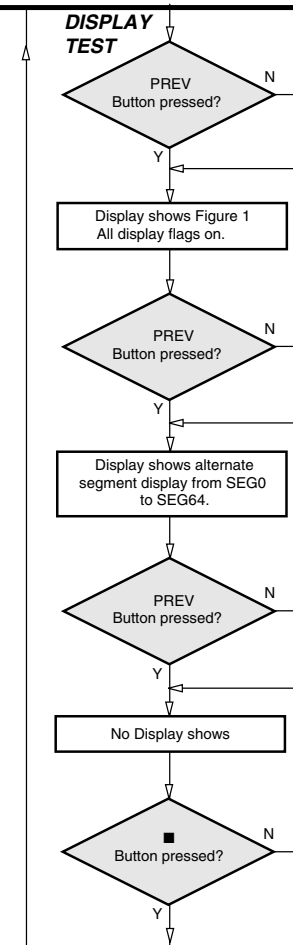 DISPLAY
TEST
PREV
Button pressed?
N
Y
Display shows Figure 1
All display flags on.
PREV
Button pressed?
N
Y
Display shows alternate
segment display from SEG0
to SEG64.
PREV
Button pressed?
N
Y
No Display shows
■
Button pressed?
N
Y